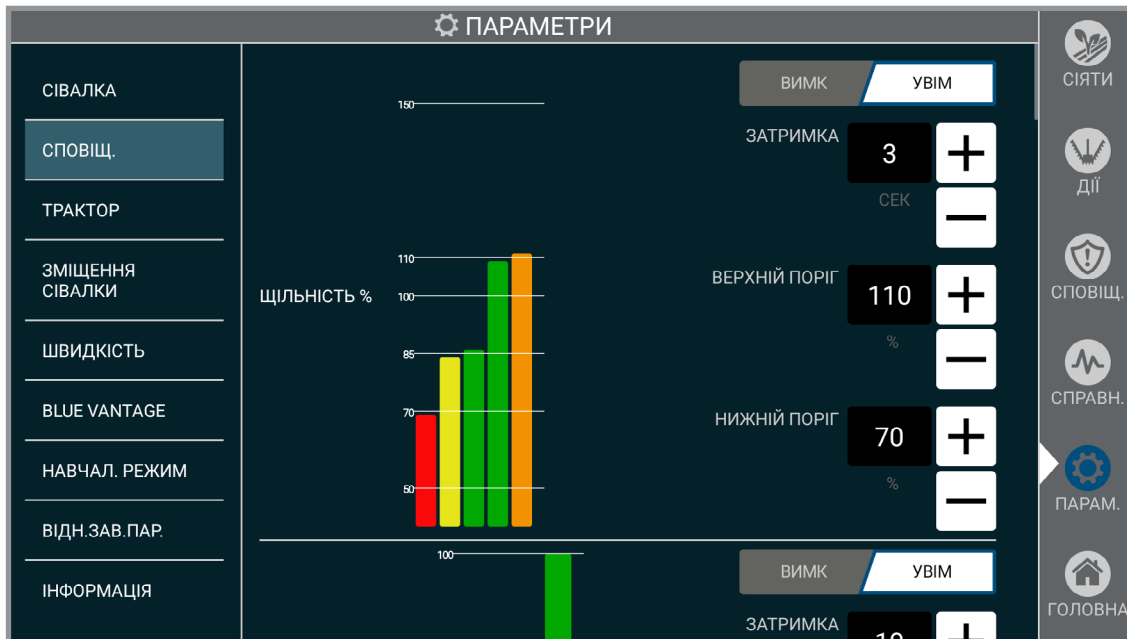 ПАРАМЕТРИ
СІВАЛКА
СПОВІЩ.
ТРАКТОР
ЗМІЩЕННЯ
СІВАЛКИ
ШВИДКІСТЬ
BLUE VANTAGE
НАВЧАЛ. РЕЖИМ
ВІДН.ЗАВ.ПАР.
ІНФОРМАЦІЯ
ЩІЛЬНІСТЬ %
150
110
100
85
70
50
ВИМК
УВІМ
ЗАТРИМКА
3
СЕК
ВЕРХНІЙ ПОРІГ
110
%
НИЖНІЙ ПОРІГ
70
%
100
ВИМК
УВІМ
ЗАТРИМКА
10
СІЯТИ
ДІЇ
СПОВІЩ.
СПРАВН.
ПАРАМ.
ГОЛОВНА